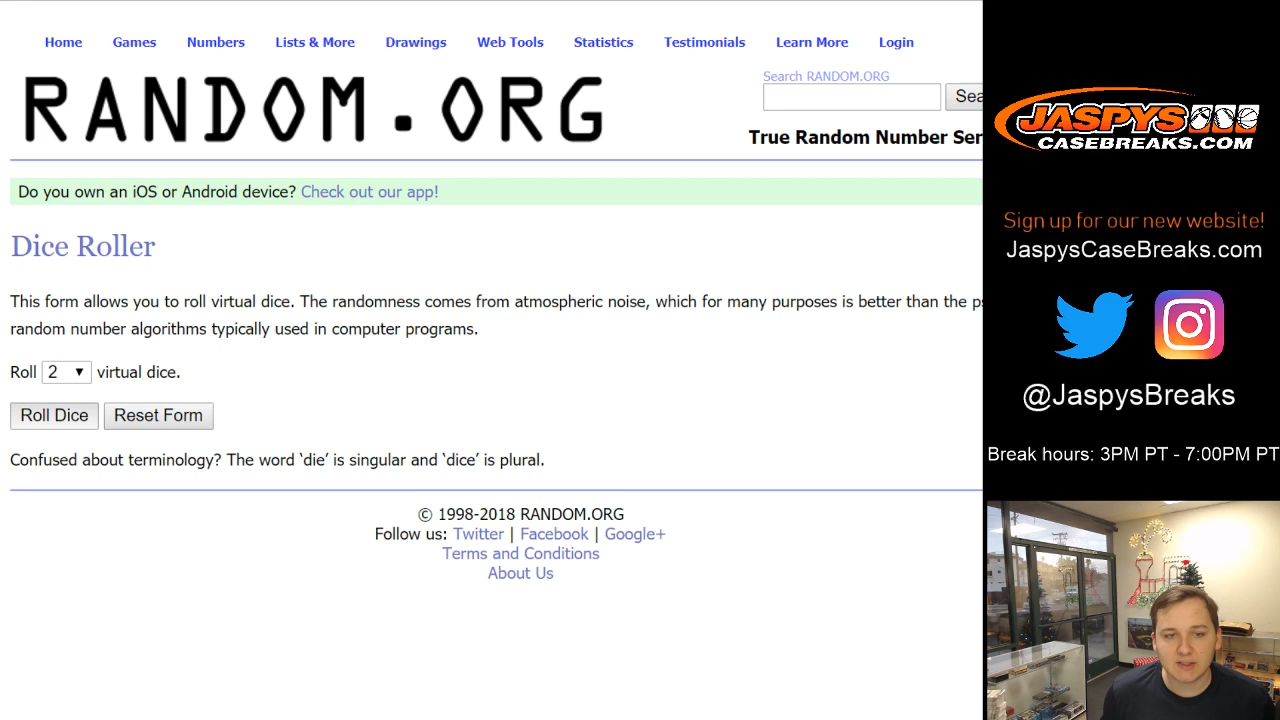 Home Games Numbers Lists & More Drawings Web Tools Statistics Testimonials Learn More Login
RANDOM.ORG
Search RANDOM.ORG
Sea
True Random Number Ser
Do you own an iOS or Android device? Check out our app!
Dice Roller
This form allows you to roll virtual dice. The randomness comes from atmospheric noise, which for many purposes is better than the ps
random number algorithms typically used in computer programs.
Roll 2 virtual dice.
Roll Dice Reset Form
Confused about terminology? The word ‘die’ is singular and ‘dice’ is plural.
© 1998-2018 RANDOM.ORG
Follow us: Twitter | Facebook | Google+
Terms and Conditions
About Us
JASPYS
CASEBREAKS.COM
Sign up for our new website!
JaspysCaseBreaks.com
@JaspysBreaks
Break hours: 3PM PT - 7:00PM PT